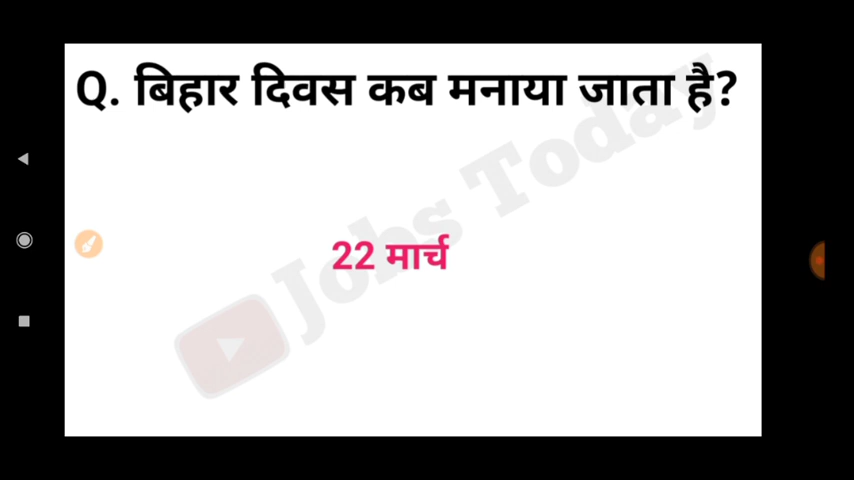 Q. बिहार दिवस कब मनाया जाता है?
22 मार्च
Jobs Today